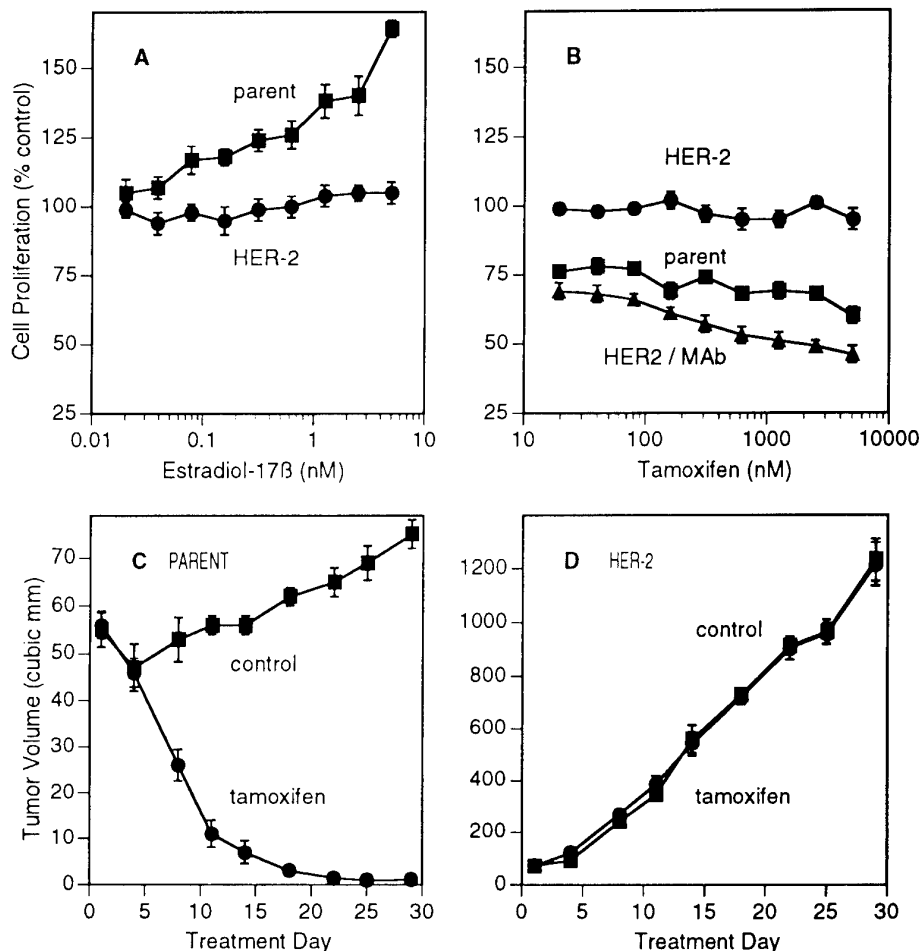 A
parent
HER-2
Cell Proliferation (% control)
150
125
100
75
50
25
0.01
0.1
1
10
Estradiol-17ß (nM)
B
HER-2
parent
HER2 / MAb
150
125
100
75
50
25
10
100
1000
10000
Tamoxifen (nM)
C PARENT
control
tamoxifen
Tumor Volume (cubic mm)
70
60
50
40
30
20
10
0
0
5
10
15
20
25
30
Treatment Day
D HER-2
control
tamoxifen
1200
1000
800
600
400
200
0
0
5
10
15
20
25
30
Treatment Day